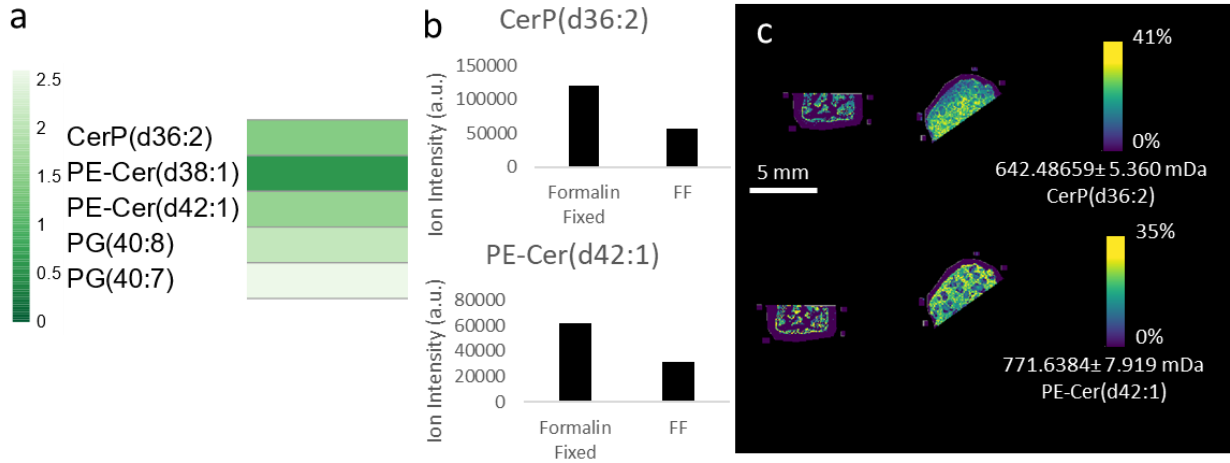 a
2.5
2
1.5
1
0.5
0
CerP(d36:2)
PE-Cer(d38:1)
PE-Cer(d42:1)
PG(40:8)
PG(40:7)
b
CerP(d36:2)
Ion Intensity (a.u.)
150000
100000
50000
0
Formalin
Fixed
FF
PE-Cer(d42:1)
Ion Intensity (a.u.)
80000
60000
40000
20000
0
Formalin
Fixed
FF
c
41%
0%
642.48659± 5.360 mDa
CerP(d36:2)
5 mm
35%
0%
771.6384± 7.919 mDa
PE-Cer(d42:1)